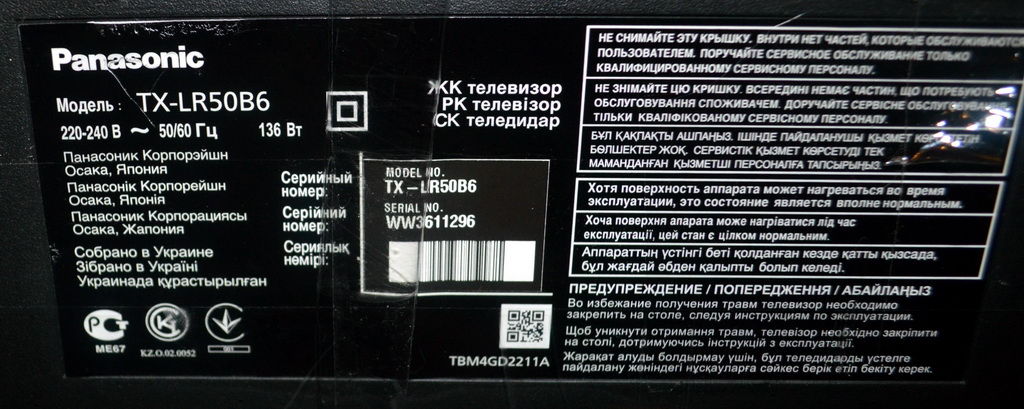 Panasonic
Модель : TX-LR50B6
220-240 В ~ 50/60 Гц 136 Вт
ЖК телевизор
РК телевізор
СК теледидар
Панасоник Корпорэйшн
Осака, Япония
Панасонік Корпорейшн
Осака, Японія
Панасоник Корпорациясы
Осака, Жапония
Собрано в Украине
Зібрано в Україні
Украинада құрастырылған
Серийный
номер:
Серійний
номер:
Сериялық
нөмірі:
MODEL NO.
TX-LR50B6
SERIAL NO.
WW3611296
ME67
KZ.O.02.0052
TBM4GD2211A
НЕ СНИМАЙТЕ ЭТУ КРЫШКУ. ВНУТРИ НЕТ ЧАСТЕЙ, КОТОРЫЕ ОБСЛУЖИВАЮТСЯ
ПОЛЬЗОВАТЕЛЕМ. ПОРУЧАЙТЕ СЕРВИСНОЕ ОБСЛУЖИВАНИЕ ТОЛЬКО
КВАЛИФИЦИРОВАННОМУ СЕРВИСНОМУ ПЕРСОНАЛУ.
НЕ ЗНІМАЙТЕ ЦЮ КРИШКУ. ВСЕРЕДИНІ НЕМАЄ ЧАСТИН, ЩО ПОТРЕБУЮТЬ
ОБСЛУГОВУВАННЯ СПОЖИВАЧЕМ. ДОРУЧАЙТЕ СЕРВІСНЕ ОБСЛУГОВУВАННЯ
ТІЛЬКИ КВАЛІФІКОВАНОМУ СЕРВІСНОМУ ПЕРСОНАЛУ.
БҰЛ ҚАҚПАҚТЫ АШПАҢЫЗ. ІШІНДЕ ПАЙДАЛАНУШЫ ҚЫЗМЕТ КӨРСЕТЕТІН
БӨЛШЕКТЕР ЖОҚ. СЕРВИСТІК ҚЫЗМЕТ КӨРСЕТУДІ ТЕК
МАМАНДАНҒАН ҚЫЗМЕТШІ ПЕРСОНАЛҒА ТАПСЫРЫҢЫЗ.
Хотя поверхность аппарата может нагреваться во время
эксплуатации, это состояние является вполне нормальным.
Хоча поверхня апарата може нагріватися лід час
експлуатації, цей стан є цілком нормальним.
Аппараттың үстіңгі беті қолданған кезде қатты қызсада,
бұл жағдай әбден қалыпты болып келеді.
ПРЕДУПРЕЖДЕНИЕ / ПОПЕРЕДЖЕННЯ / АБАЙЛАҢЫЗ
Во избежание получения травм телевизор необходимо
закрепить на столе, следуя инструкциям по эксплуатации.
Щоб уникнути отримання травм, телевізор необхідно закріпити
на столі, дотримуючись інструкцій з експлуатації.
Жарақат алуды болдырмау үшін, бұл теледидарды үстелге
пайдалану жөніндегі нұсқауларға сәйкес берік етіп бекіту керек.